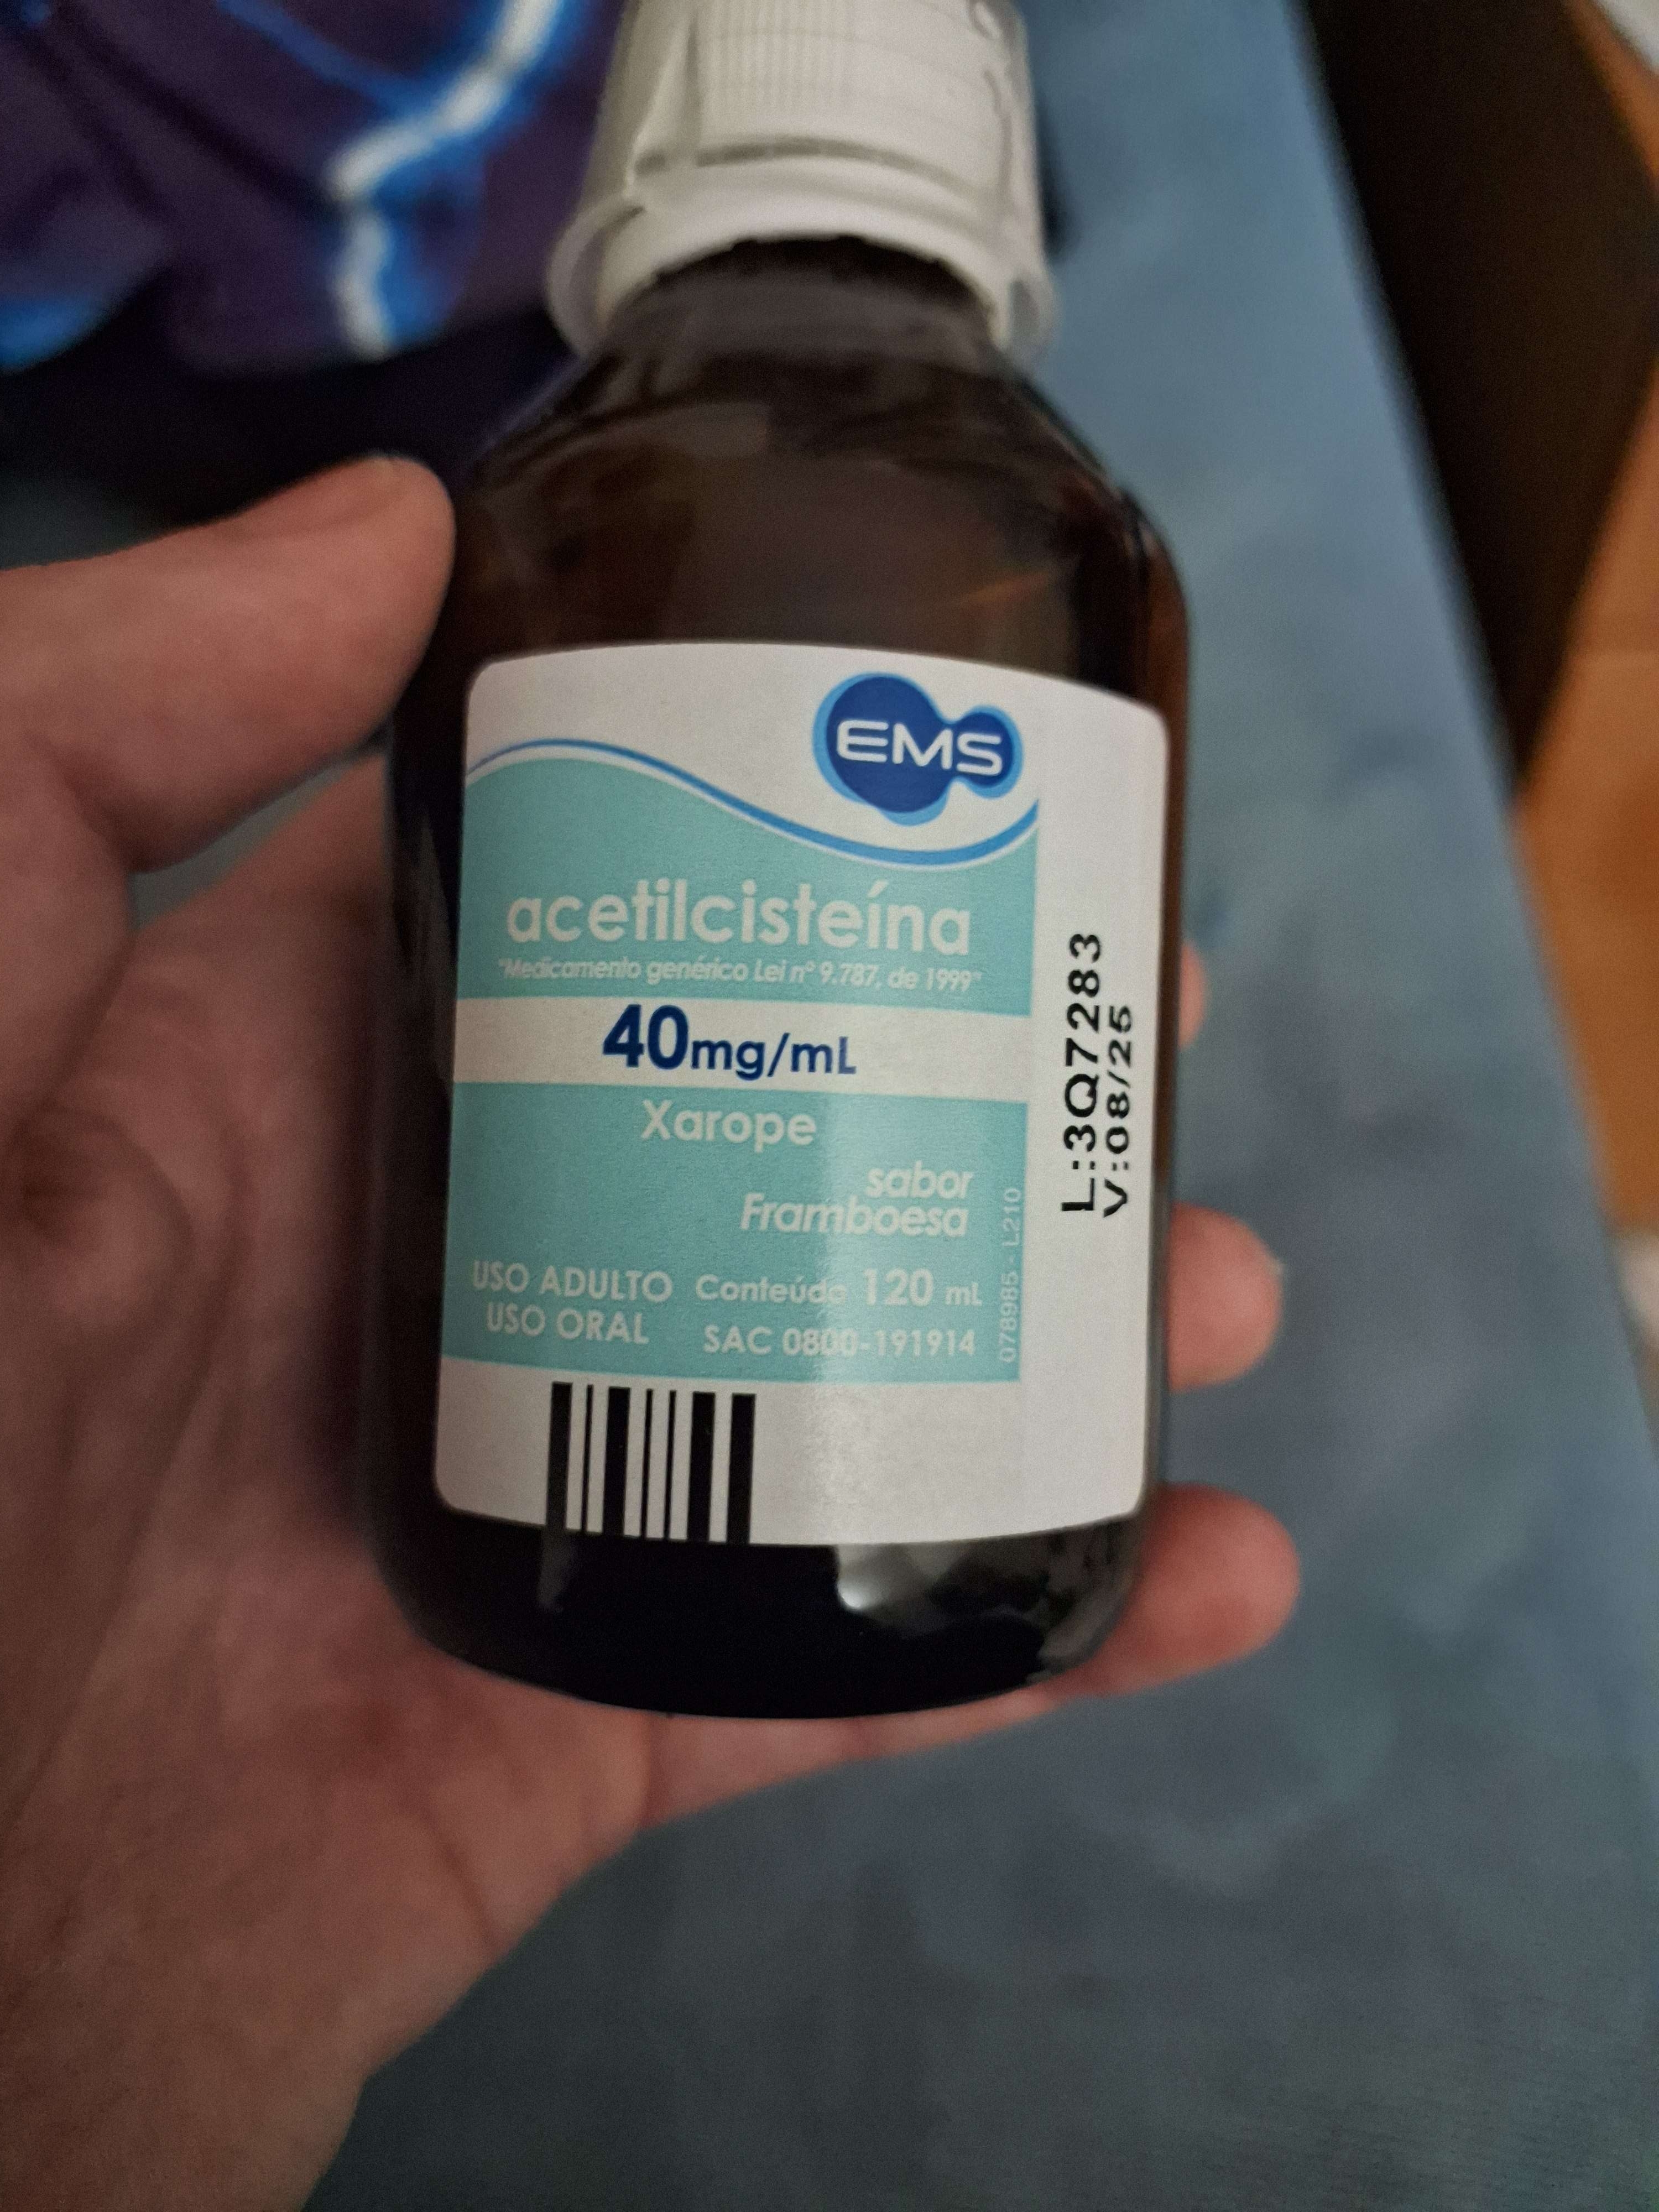 EMS
acetilcisteína
"Medicamento genérico Lei nº 9.787, de 1999"
40mg/mL
Xarope
sabor
Framboesa
USO ADULTO
USO ORAL
Conteúdo 120 mL
SAC 0800-191914
078985 - L210
L:3Q7283
V:08/25